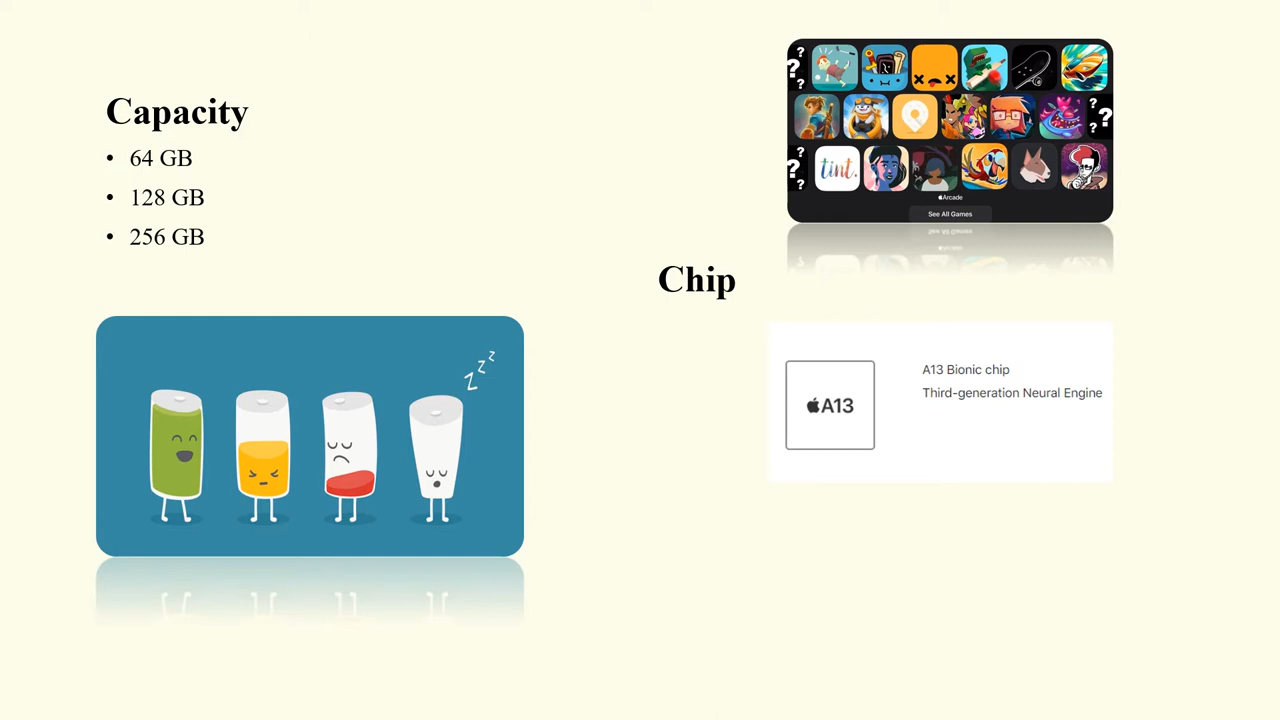 Capacity
• 64 GB
• 128 GB
• 256 GB
z z z
? ? ?
? ? ?
? ? ?
tint.
Arcade
See All Games
Chip
A13
A13 Bionic chip
Third-generation Neural Engine